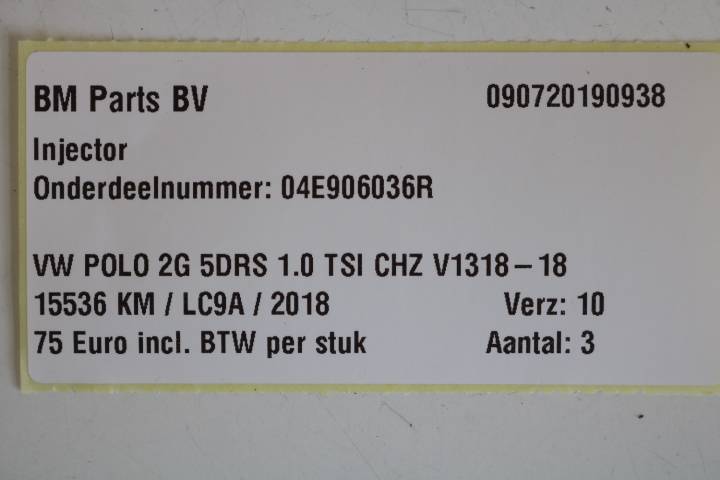 BM Parts BV 090720190938
Injector
Onderdeelnummer: 04E906036R
VW POLO 2G 5DRS 1.0 TSI CHZ V1318-18
15536 KM / LC9A / 2018 Verz: 10
75 Euro incl. BTW per stuk Aantal: 3